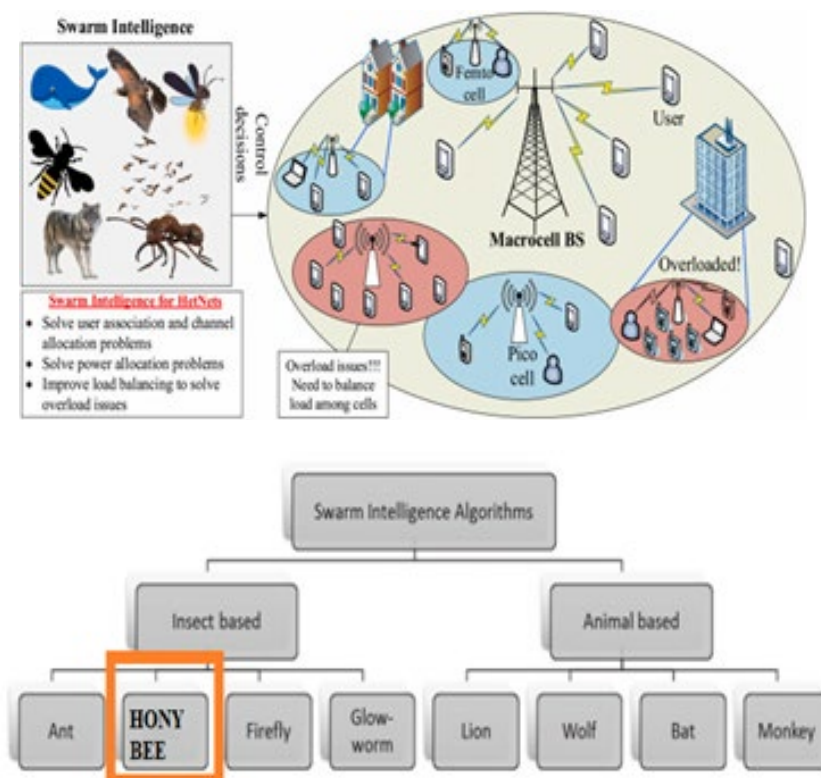 Swarm Intelligence
Control
decisions
Femto
cell
User
Macrocell BS
Overloaded!
Pico
cell
Swarm Intelligence for HetNets
• Solve user association and channel
allocation problems
• Solve power allocation problems
• Improve load balancing to solve
overload issues
Overload issues!!!
Need to balance
load among cells
Swarm Intelligence Algorithms
Insect based
Animal based
Ant
HONY
BEE
Firefly
Glow-
worm
Lion
Wolf
Bat
Monkey